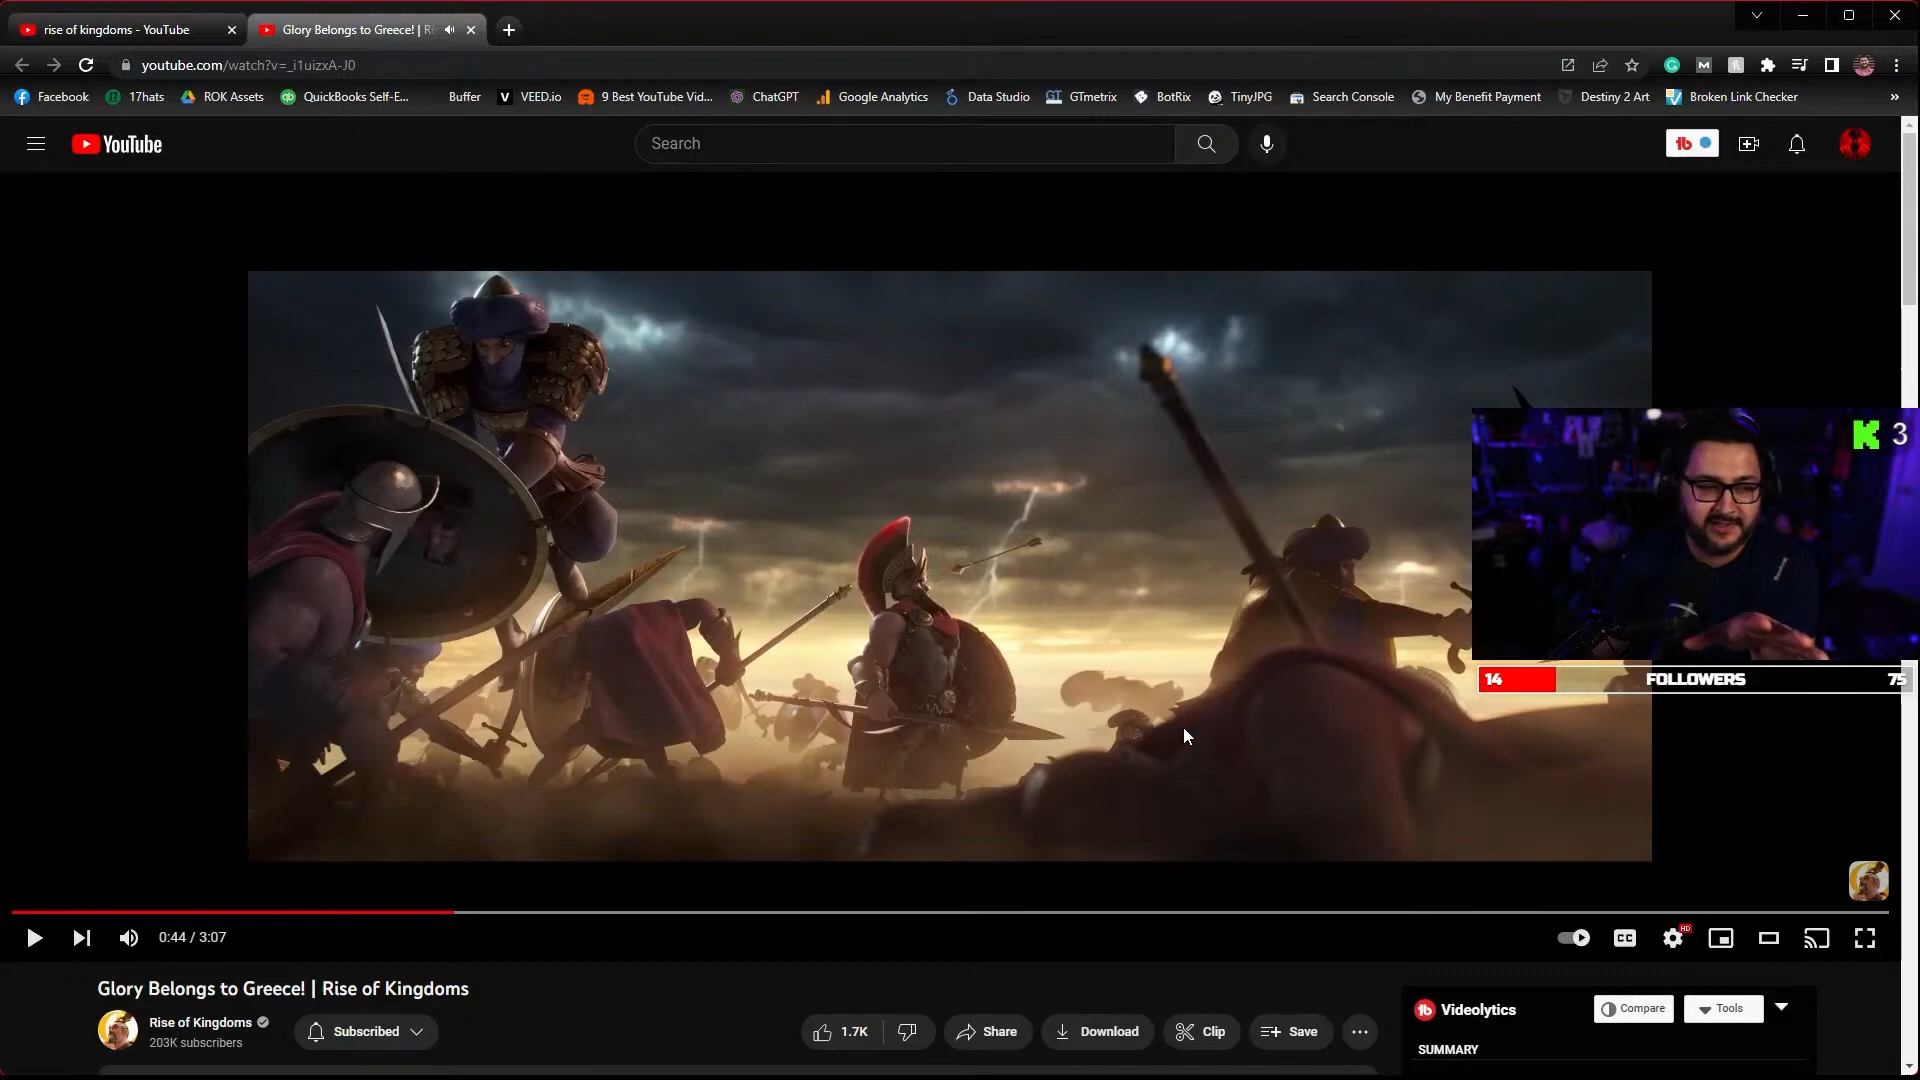 rise of kingdoms - YouTube
Glory Belongs to Greece! | Ri
youtube.com/watch?v=_i1uizxA-J0
Facebook
17hats
ROK Assets
QuickBooks Self-E...
Buffer
VEED.io
9 Best YouTube Vid...
ChatGPT
Google Analytics
Data Studio
GTmetrix
BotRix
TinyJPG
Search Console
My Benefit Payment
Destiny 2 Art
Broken Link Checker
YouTube
Search
K 3
14 FOLLOWERS 75
0:44 / 3:07
CC
HD
Glory Belongs to Greece! | Rise of Kingdoms
Rise of Kingdoms
203K subscribers
Subscribed
1.7K
Share
Download
Clip
Save
Videolytics
Compare
Tools
SUMMARY